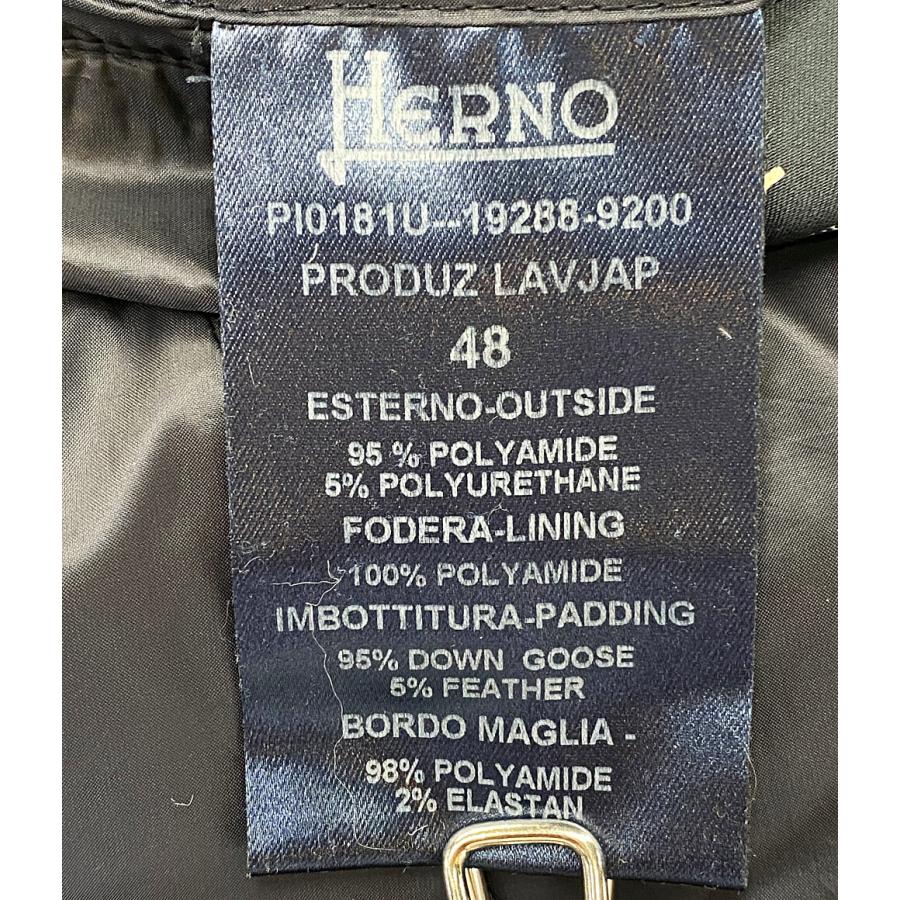 HERNO
PI0181U--19288-9200
PRODUZ LAVJAP
48
ESTERNO-OUTSIDE
95 % POLYAMIDE
5% POLYURETHANE
FODERA-LINING
100% POLYAMIDE
IMBOTTITURA-PADDING
95% DOWN GOOSE
5% FEATHER
BORDO MAGLIA -
98% POLYAMIDE
2% ELASTAN